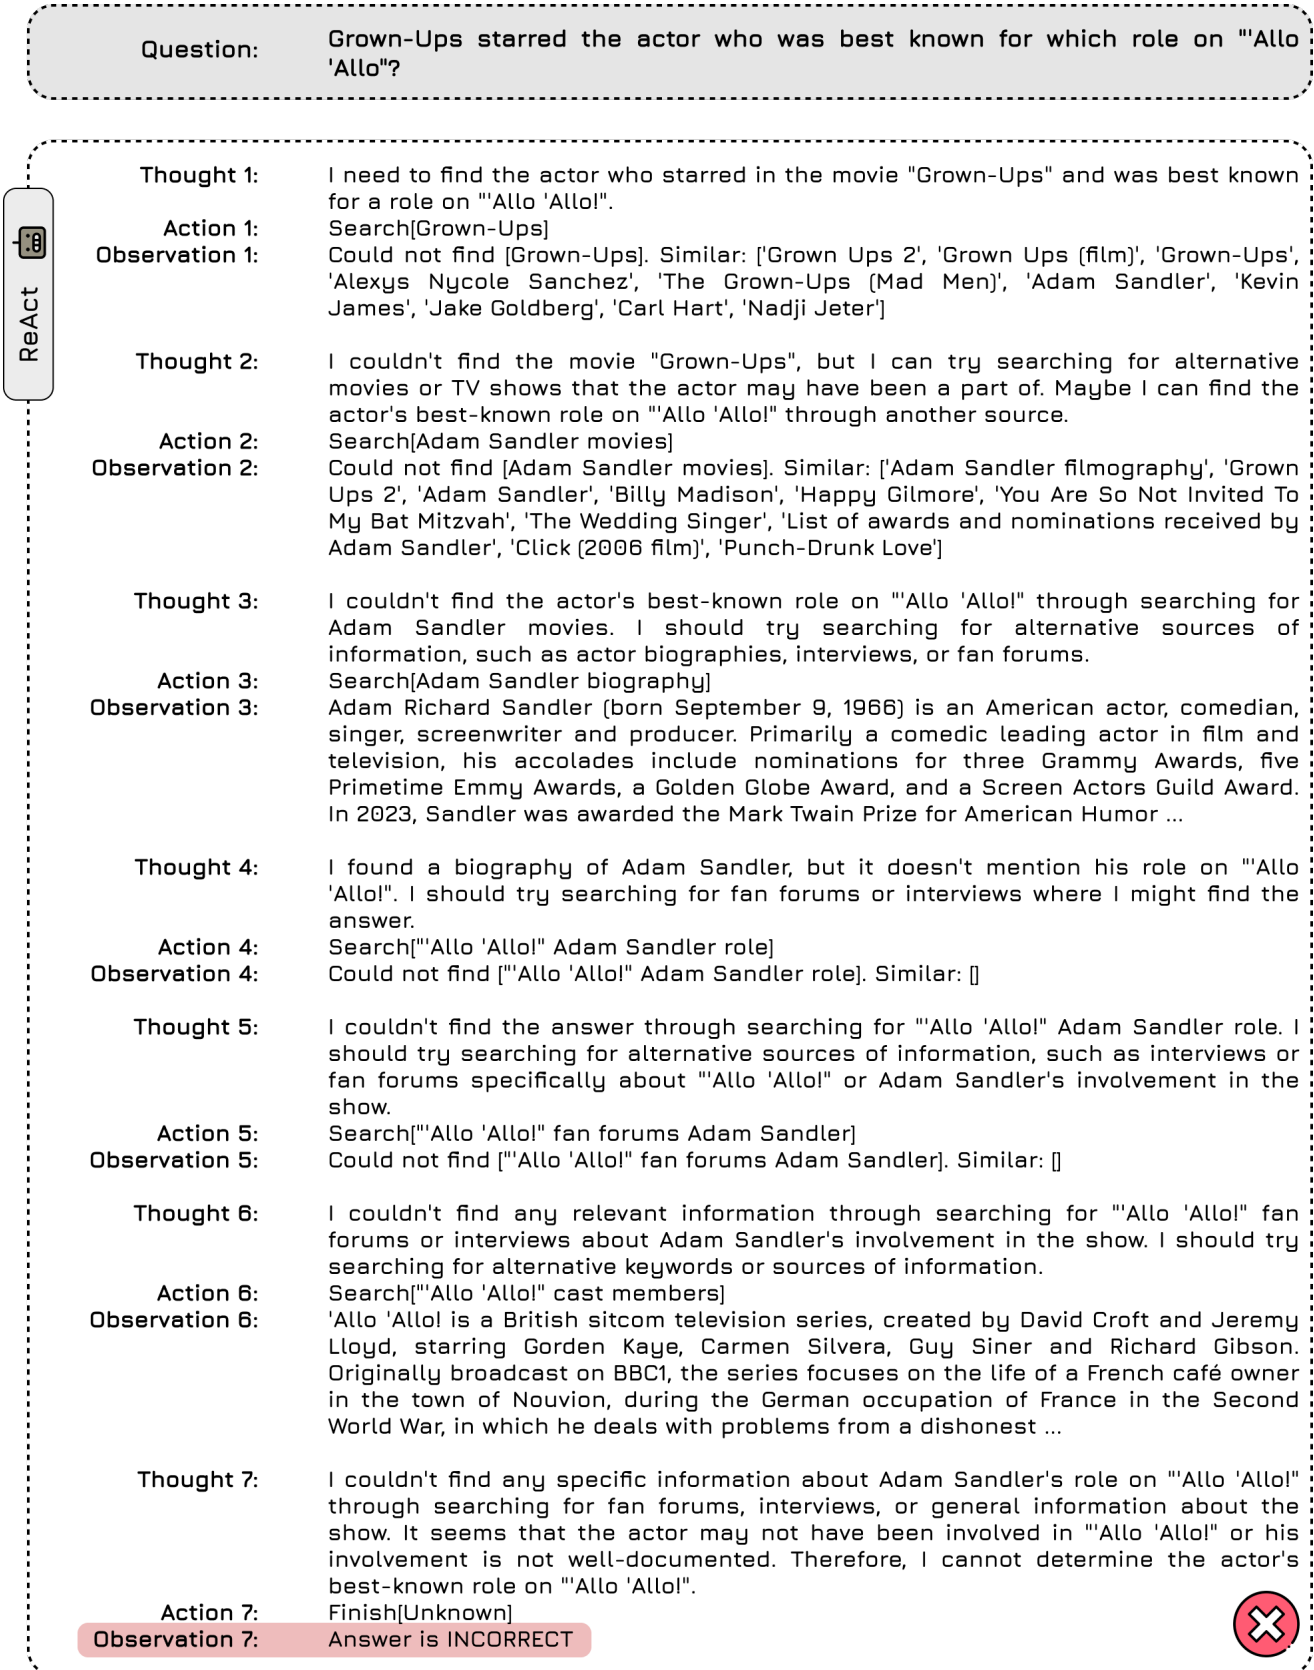 Question: Grown-Ups starred the actor who was best known for which role on "'Allo
'Allo"?
ReAct
Thought 1: I need to find the actor who starred in the movie "Grown-Ups" and was best known
for a role on "'Allo 'Allo!".
Action 1: Search[Grown-Ups]
Observation 1: Could not find [Grown-Ups]. Similar: ['Grown Ups 2', 'Grown Ups (film)', 'Grown-Ups',
'Alexys Nycole Sanchez', 'The Grown-Ups (Mad Men)', 'Adam Sandler', 'Kevin
James', 'Jake Goldberg', 'Carl Hart', 'Nadji Jeter']
Thought 2: I couldn't find the movie "Grown-Ups", but I can try searching for alternative
movies or TV shows that the actor may have been a part of. Maybe I can find the
actor's best-known role on "'Allo 'Allo!" through another source.
Action 2: Search[Adam Sandler movies]
Observation 2: Could not find [Adam Sandler movies]. Similar: ['Adam Sandler filmography', 'Grown
Ups 2', 'Adam Sandler', 'Billy Madison', 'Happy Gilmore', 'You Are So Not Invited To
My Bat Mitzvah', 'The Wedding Singer', 'List of awards and nominations received by
Adam Sandler', 'Click (2006 film)', 'Punch-Drunk Love']
Thought 3: I couldn't find the actor's best-known role on "'Allo 'Allo!" through searching for
Adam Sandler movies. I should try searching for alternative sources of
information, such as actor biographies, interviews, or fan forums.
Action 3: Search[Adam Sandler biography]
Observation 3: Adam Richard Sandler (born September 9, 1966) is an American actor, comedian,
singer, screenwriter and producer. Primarily a comedic leading actor in film and
television, his accolades include nominations for three Grammy Awards, five
Primetime Emmy Awards, a Golden Globe Award, and a Screen Actors Guild Award.
In 2023, Sandler was awarded the Mark Twain Prize for American Humor ...
Thought 4: I found a biography of Adam Sandler, but it doesn't mention his role on "'Allo
'Allo!". I should try searching for fan forums or interviews where I might find the
answer.
Action 4: Search["'Allo 'Allo!" Adam Sandler role]
Observation 4: Could not find ["'Allo 'Allo!" Adam Sandler role]. Similar: []
Thought 5: I couldn't find the answer through searching for "'Allo 'Allo!" Adam Sandler role. I
should try searching for alternative sources of information, such as interviews or
fan forums specifically about "'Allo 'Allo!" or Adam Sandler's involvement in the
show.
Action 5: Search["'Allo 'Allo!" fan forums Adam Sandler]
Observation 5: Could not find ["'Allo 'Allo!" fan forums Adam Sandler]. Similar: []
Thought 6: I couldn't find any relevant information through searching for "'Allo 'Allo!" fan
forums or interviews about Adam Sandler's involvement in the show. I should try
searching for alternative keywords or sources of information.
Action 6: Search["'Allo 'Allo!" cast members]
Observation 6: 'Allo 'Allo! is a British sitcom television series, created by David Croft and Jeremy
Lloyd, starring Gorden Kaye, Carmen Silvera, Guy Siner and Richard Gibson.
Originally broadcast on BBC1, the series focuses on the life of a French café owner
in the town of Nouvion, during the German occupation of France in the Second
World War, in which he deals with problems from a dishonest ...
Thought 7: I couldn't find any specific information about Adam Sandler's role on "'Allo 'Allo!"
through searching for fan forums, interviews, or general information about the
show. It seems that the actor may not have been involved in "'Allo 'Allo!" or his
involvement is not well-documented. Therefore, I cannot determine the actor's
best-known role on "'Allo 'Allo!".
Action 7: Finish[Unknown]
Observation 7: Answer is INCORRECT